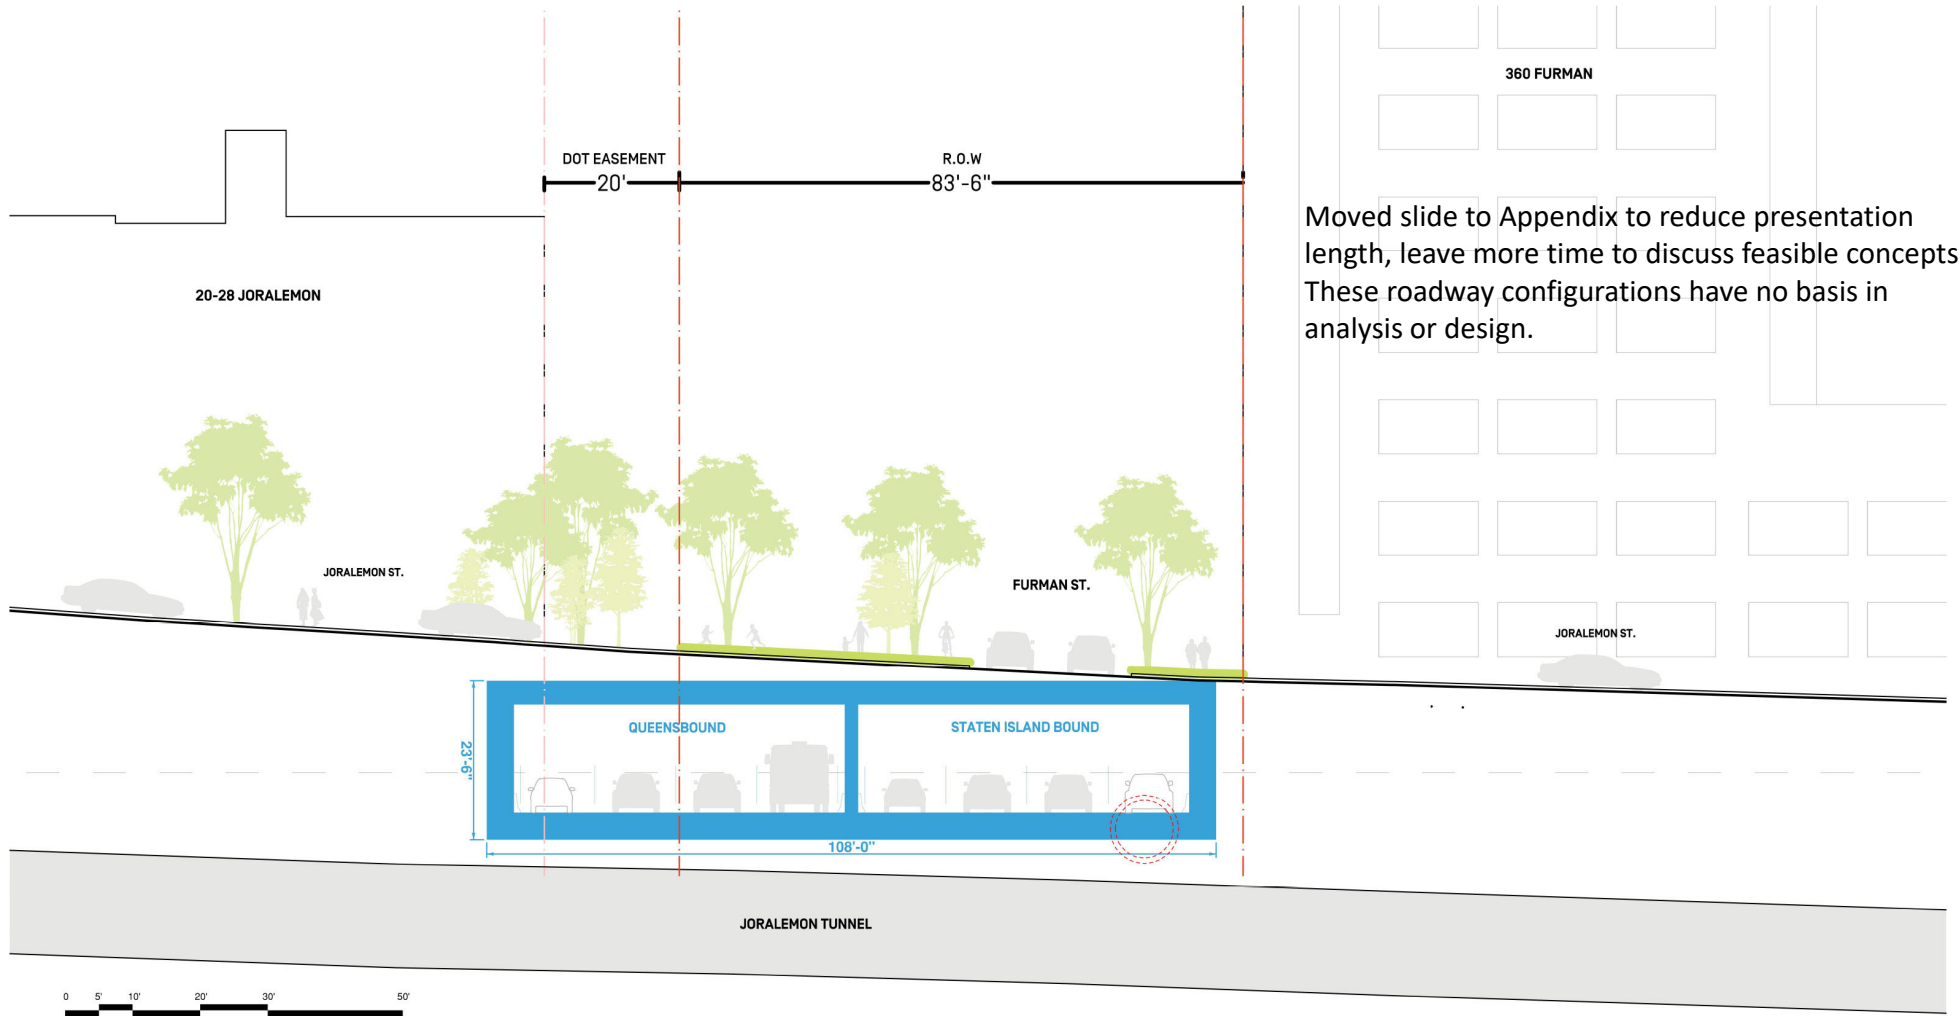 360 FURMAN
DOT EASEMENT
20'
R.O.W
83'-6"
Moved slide to Appendix to reduce presentation
length, leave more time to discuss feasible concepts
These roadway configurations have no basis in
analysis or design.
20-28 JORALEMON
JORALEMON ST.
FURMAN ST.
JORALEMON ST.
QUEENSBOUND
STATEN ISLAND BOUND
23'-6"
108'-0"
JORALEMON TUNNEL
0 5' 10' 20' 30' 50'